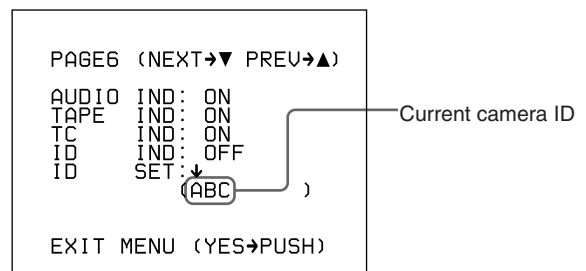 PAGE6 (NEXT→▼ PREV→▲)
AUDIO IND: ON
TAPE IND: ON
TC IND: ON
ID IND: OFF
ID SET:↓
(ABC )
Current camera ID
EXIT MENU (YES→PUSH)